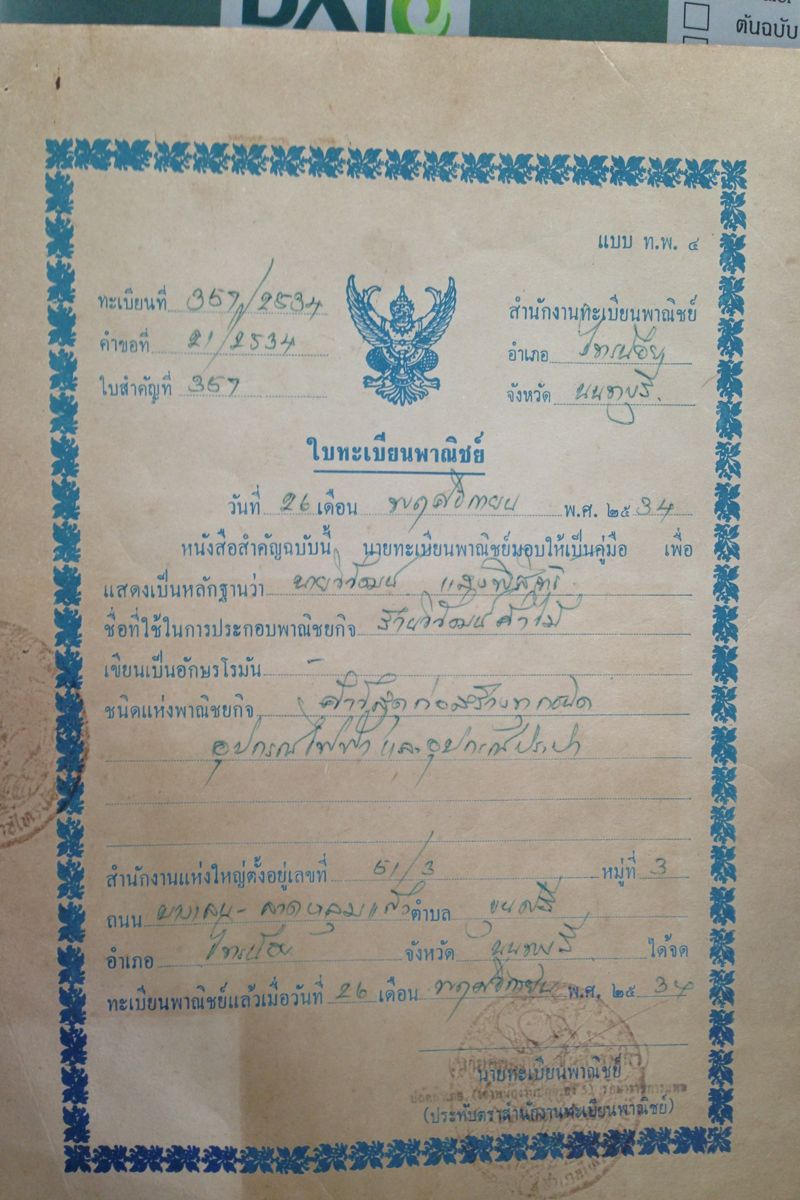 ต้นฉบับ
แบบ ท.พ. ๔
ทะเบียนที่ 357/2534
สำนักงานทะเบียนพาณิชย์
คำขอที่ 21/2534
อำเภอ ไทรน้อย
ใบสำคัญที่ 357
จังหวัด นนทบุรี
ใบทะเบียนพาณิชย์
วันที่ 26 เดือน พฤศจิกายน พ.ศ. ๒๕34
หนังสือสำคัญฉบับนี้ นายทะเบียนพาณิชย์มอบให้เป็นคู่มือ เพื่อ
แสดงเป็นหลักฐานว่า นายวิวัฒน์
ชื่อที่ใช้ในการประกอบพาณิชยกิจ ร้านวิวัฒน์ค้าไม้
เขียนเป็นอักษรโรมัน -
ชนิดแห่งพาณิชยกิจ ค้าวัสดุก่อสร้างทุกชนิด
อุปกรณ์ไฟฟ้า และอุปกรณ์ประปา
สำนักงานแห่งใหญ่ตั้งอยู่เลขที่ 51/3 หมู่ที่ 3
ถนน บางเลน - ลาดหลุมแก้ว ตำบล ขุนศรี
อำเภอ ไทรน้อย จังหวัด นนทบุรี ได้จด
ทะเบียนพาณิชย์แล้วเมื่อวันที่ 26 เดือน พฤศจิกายน พ.ศ. ๒๕ 34
นายทะเบียนพาณิชย์
(ประทับตราสำนักงานทะเบียนพาณิชย์)